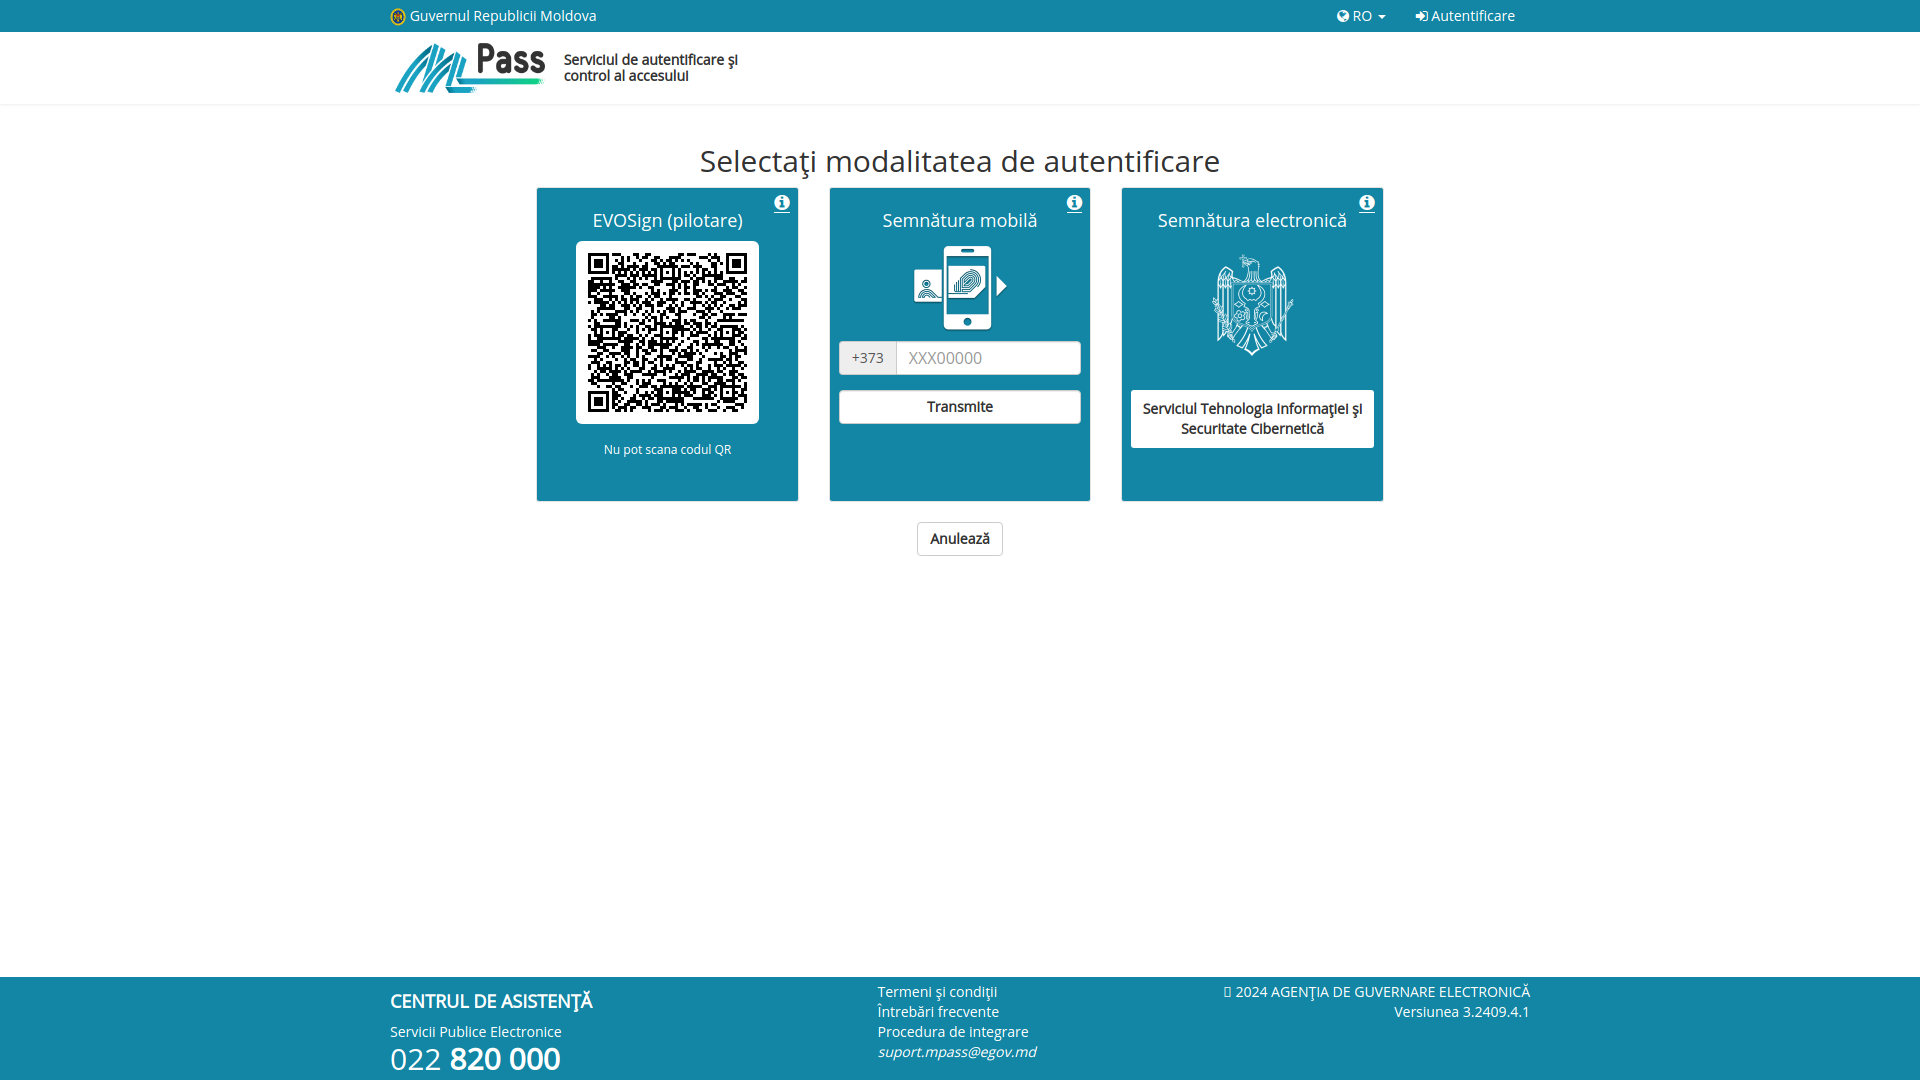 Guvernul Republicii Moldova
RO
Autentificare
Pass
Serviciul de autentificare şi
control al accesului
Selectaţi modalitatea de autentificare
EVOSign (pilotare)
Nu pot scana codul QR
Semnătura mobilă
+373
XXX00000
Transmite
Semnătura electronică
Serviciul Tehnologia Informaţiei şi
Securitate Cibernetică
Anulează
CENTRUL DE ASISTENŢĂ
Servicii Publice Electronice
022 820 000
Termeni şi condiţii
Întrebări frecvente
Procedura de integrare
suport.mpass@egov.md
2024 AGENŢIA DE GUVERNARE ELECTRONICĂ
Versiunea 3.2409.4.1